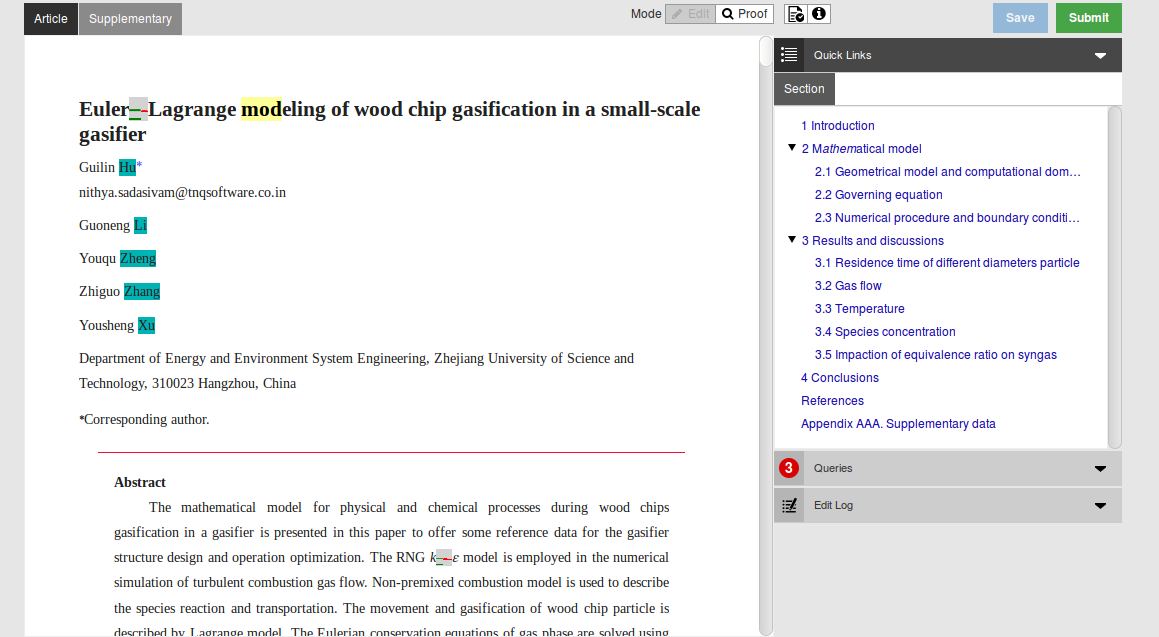 Article Supplementary Mode Edit Proof Save Submit
Euler–-Lagrange modeling of wood chip gasification in a small-scale
gasifier
Guilin Hu*
nithya.sadasivam@tnqsoftware.co.in
Guoneng Li
Youqu Zheng
Zhiguo Zhang
Yousheng Xu
Department of Energy and Environment System Engineering, Zhejiang University of Science and
Technology, 310023 Hangzhou, China
*Corresponding author.
Abstract
The mathematical model for physical and chemical processes during wood chips
gasification in a gasifier is presented in this paper to offer some reference data for the gasifier
structure design and operation optimization. The RNG k–-ε model is employed in the numerical
simulation of turbulent combustion gas flow. Non-premixed combustion model is used to describe
the species reaction and transportation. The movement and gasification of wood chip particle is
described by Lagrange model. The Eulerian conservation equations of gas phase are solved using
Quick Links
Section
1 Introduction
2 Mathematical model
2.1 Geometrical model and computational dom…
2.2 Governing equation
2.3 Numerical procedure and boundary conditi…
3 Results and discussions
3.1 Residence time of different diameters particle
3.2 Gas flow
3.3 Temperature
3.4 Species concentration
3.5 Impaction of equivalence ratio on syngas
4 Conclusions
References
Appendix AAA. Supplementary data
3 Queries
Edit Log